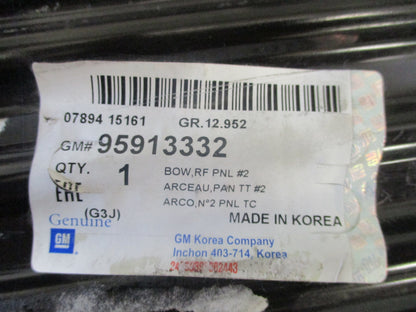 07894 15161 GR.12.952
GM# 95913332
QTY. 1 BOW,RF PNL #2
ARCEAU,PAN TT #2
EAC ARCO,N°2 PNL TC
(G3J)
Genuine MADE IN KOREA
GM GM Korea Company
Inchon 403-714, Korea